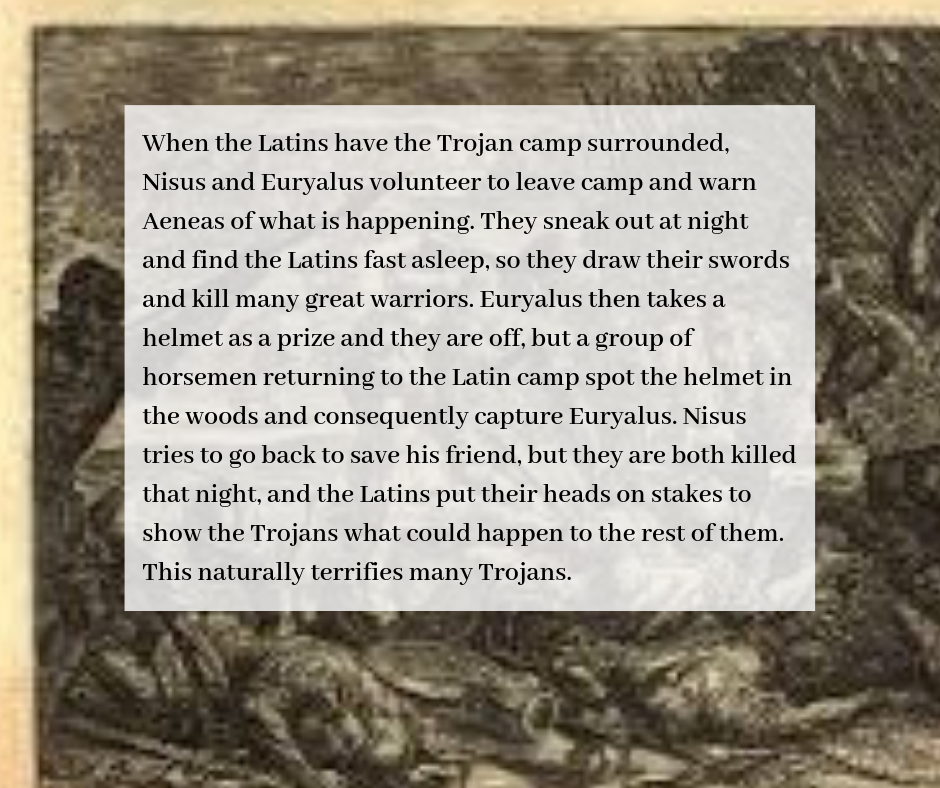 When the Latins have the Trojan camp surrounded,
Nisus and Euryalus volunteer to leave camp and warn
Aeneas of what is happening. They sneak out at night
and find the Latins fast asleep, so they draw their swords
and kill many great warriors. Euryalus then takes a
helmet as a prize and they are off, but a group of
horsemen returning to the Latin camp spot the helmet in
the woods and consequently capture Euryalus. Nisus
tries to go back to save his friend, but they are both killed
that night, and the Latins put their heads on stakes to
show the Trojans what could happen to the rest of them.
This naturally terrifies many Trojans.